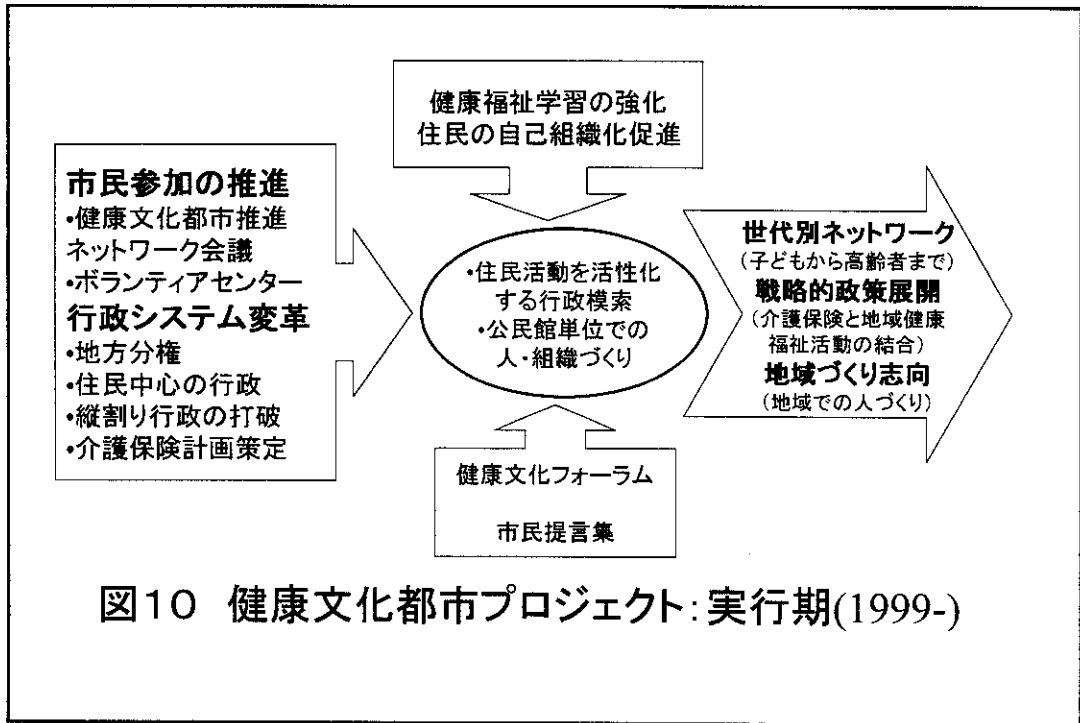 健康福祉学習の強化
住民の自己組織化促進
市民参加の推進
•健康文化都市推進
ネットワーク会議
•ボランティアセンター
行政システム変革
•地方分権
•住民中心の行政
•縦割り行政の打破
•介護保険計画策定
•住民活動を活性化
する行政模索
•公民館単位での
人・組織づくり
世代別ネットワーク
(子どもから高齢者まで)
戦略的政策展開
(介護保険と地域健康
福祉活動の結合)
地域づくり志向
(地域での人づくり)
健康文化フォーラム
市民提言集
図10 健康文化都市プロジェクト:実行期(1999-)